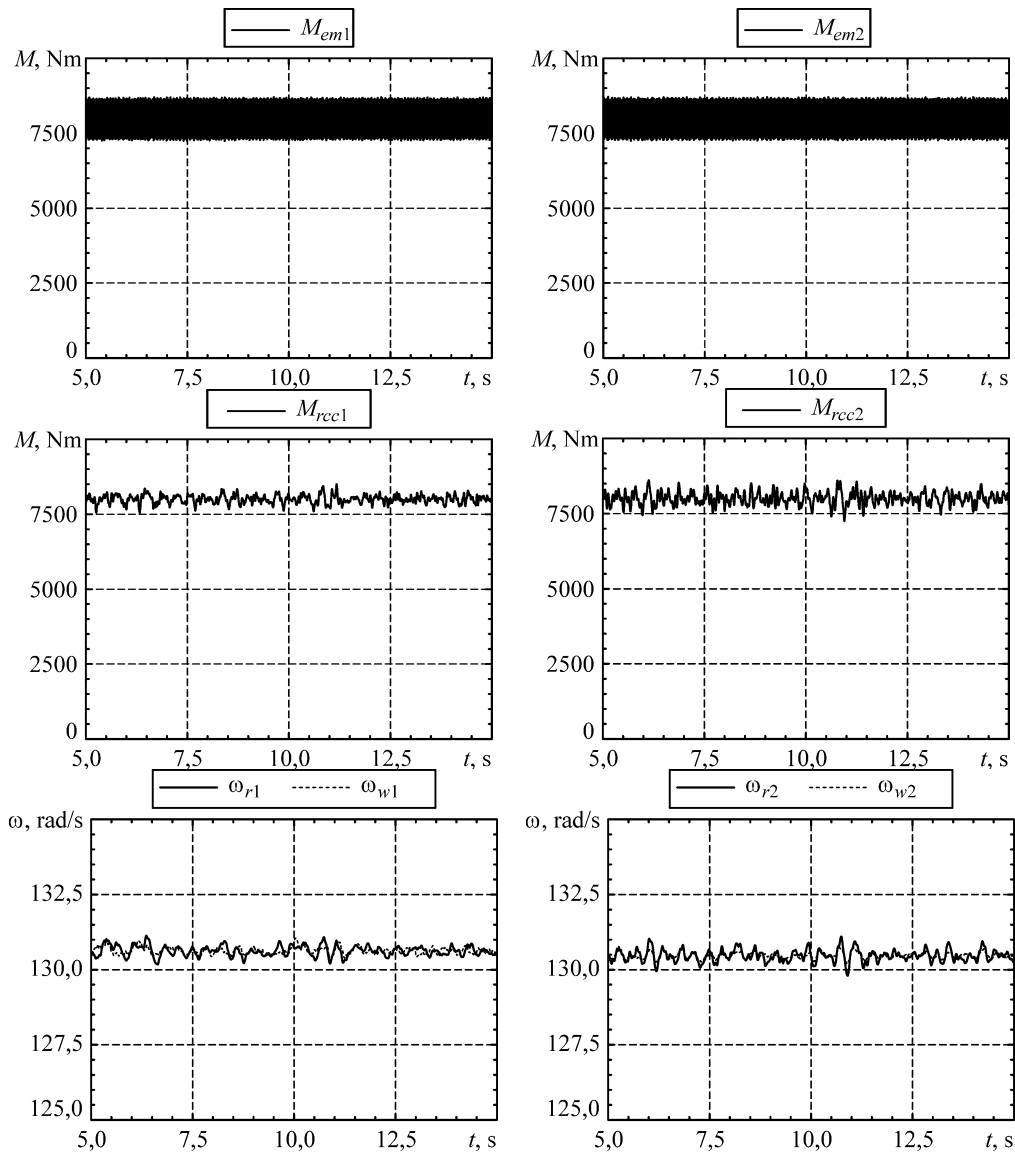 M_em1 M_em2
M, Nm M, Nm
7500 7500
5000 5000
2500 2500
0 0
5,0 7,5 10,0 12,5 t, s 5,0 7,5 10,0 12,5 t, s
M_rcc1 M_rcc2
M, Nm M, Nm
7500 7500
5000 5000
2500 2500
0 0
5,0 7,5 10,0 12,5 t, s 5,0 7,5 10,0 12,5 t, s
ω_r1 ω_w1 ω_r2 ω_w2
ω, rad/s ω, rad/s
132,5 132,5
130,0 130,0
127,5 127,5
125,0 125,0
5,0 7,5 10,0 12,5 t, s 5,0 7,5 10,0 12,5 t, s